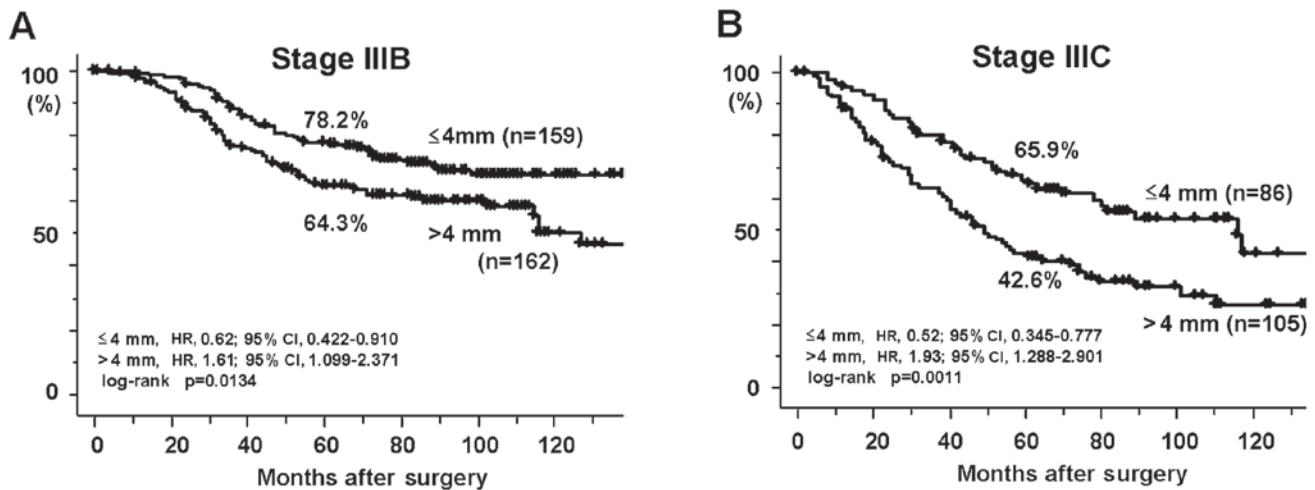 A
Stage IIIB
100
(%)
78.2%
≤4mm (n=159)
50
64.3%
>4 mm
(n=162)
≤4 mm, HR, 0.62; 95% CI, 0.422-0.910
>4 mm, HR, 1.61; 95% CI, 1.099-2.371
log-rank p=0.0134
0
0 20 40 60 80 100 120
Months after surgery
B
Stage IIIC
100
(%)
65.9%
≤4 mm (n=86)
50
42.6%
>4 mm (n=105)
≤4 mm, HR, 0.52; 95% CI, 0.345-0.777
>4 mm, HR, 1.93; 95% CI, 1.288-2.901
log-rank p=0.0011
0
0 20 40 60 80 100 120
Months after surgery